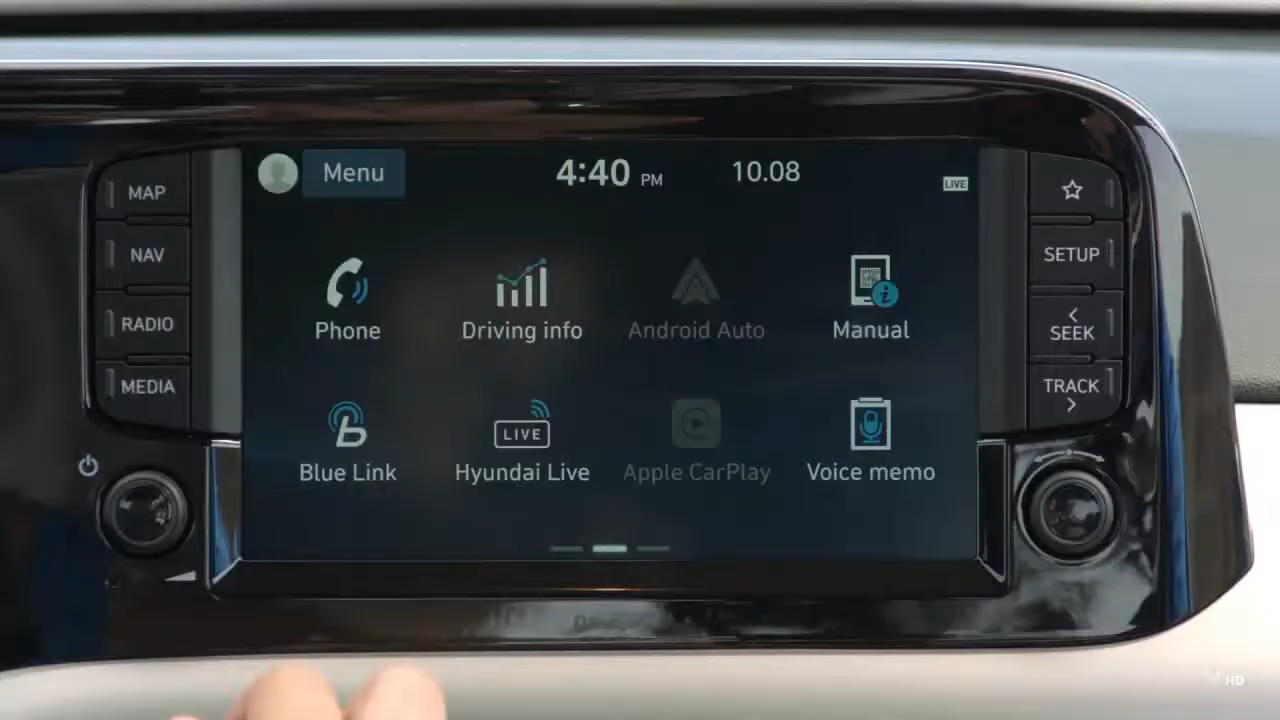 MAP
NAV
RADIO
MEDIA
Menu
4:40 PM
10.08
LIVE
Phone
Driving info
Android Auto
Manual
Blue Link
LIVE
Hyundai Live
Apple CarPlay
Voice memo
SETUP
< SEEK
TRACK >
HD